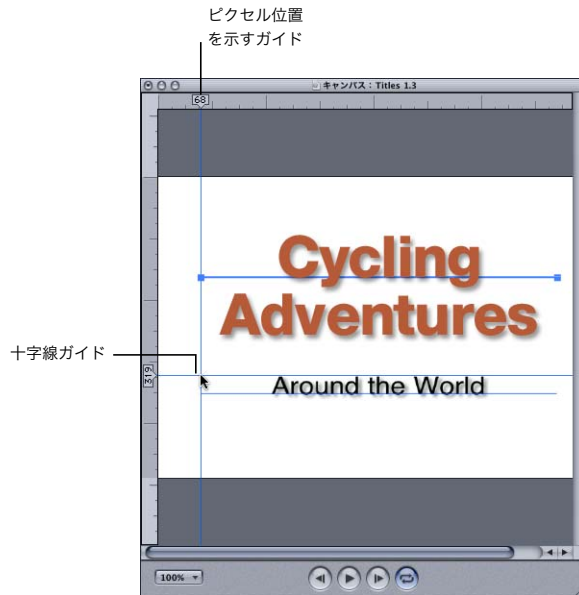 ピクセル位置
を示すガイド
キャンバス：Titles 1.3
68
Cycling
Adventures
十字線ガイド
319
Around the World
100%